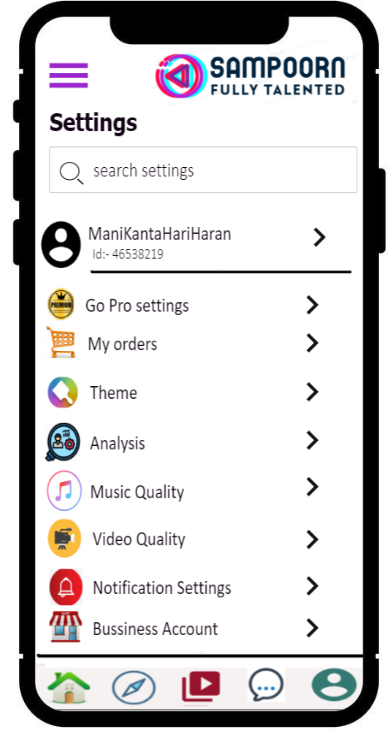 SAMPOORN
FULLY TALENTED
Settings
search settings
ManiKantaHariHaran
Id:- 46538219
PREMIUM
Go Pro settings
My orders
Theme
Analysis
Music Quality
Video Quality
Notification Settings
Bussiness Account